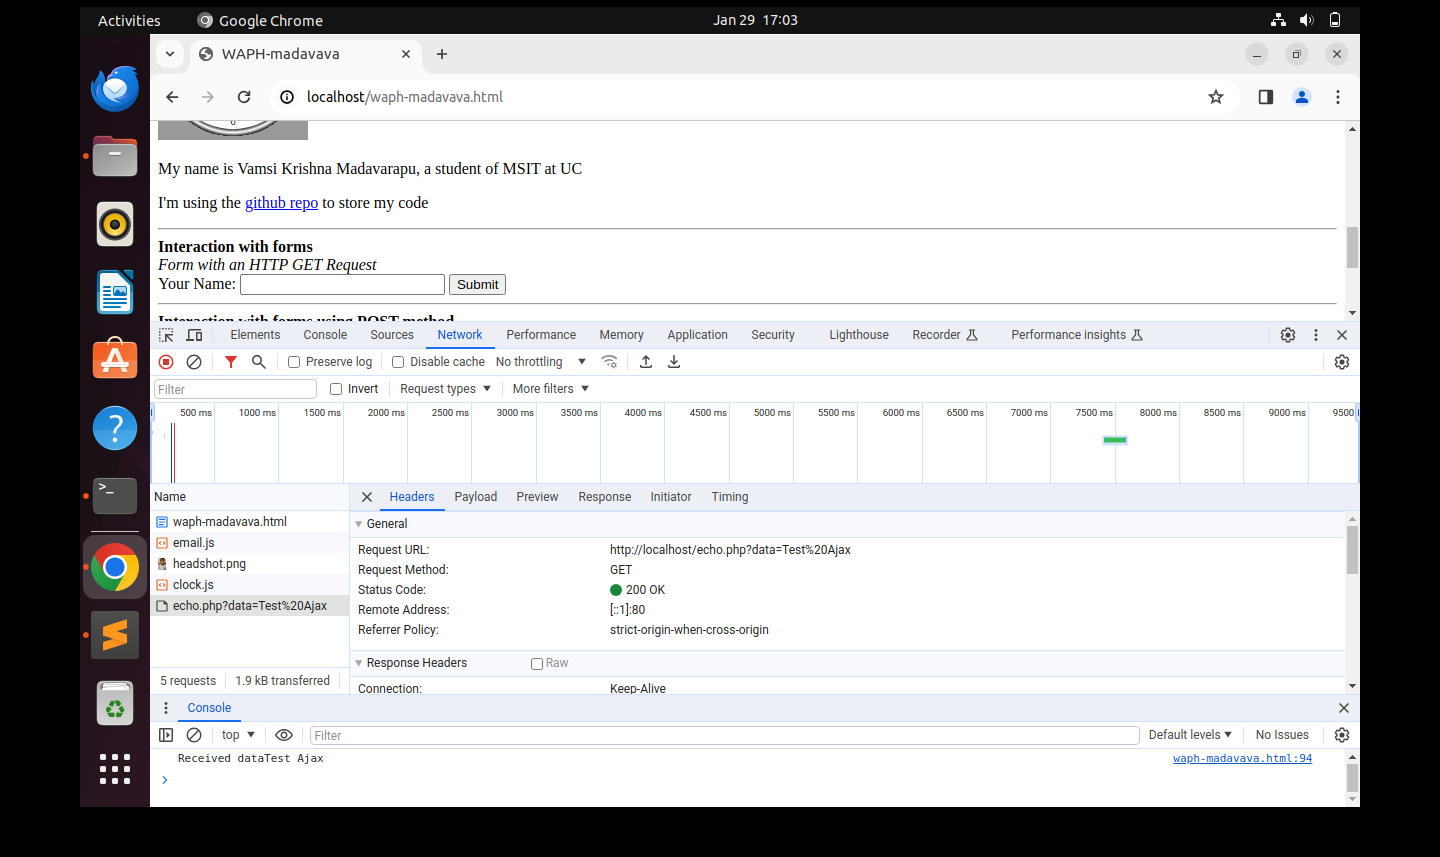 Activities Google Chrome Jan 29 17:03
WAPH-madavava
localhost/waph-madavava.html
6
My name is Vamsi Krishna Madavarapu, a student of MSIT at UC
I'm using the github repo to store my code
Interaction with forms
Form with an HTTP GET Request
Your Name: Submit
Interaction with forms using POST method
Elements Console Sources Network Performance Memory Application Security Lighthouse Recorder Performance insights
Preserve log Disable cache No throttling
Filter Invert Request types More filters
500 ms 1000 ms 1500 ms 2000 ms 2500 ms 3000 ms 3500 ms 4000 ms 4500 ms 5000 ms 5500 ms 6000 ms 6500 ms 7000 ms 7500 ms 8000 ms 8500 ms 9000 ms 9500
Name Headers Payload Preview Response Initiator Timing
waph-madavava.html
email.js
headshot.png
clock.js
echo.php?data=Test%20Ajax
General
Request URL: http://localhost/echo.php?data=Test%20Ajax
Request Method: GET
Status Code: 200 OK
Remote Address: [::1]:80
Referrer Policy: strict-origin-when-cross-origin
Response Headers Raw
Connection: Keep-Alive
5 requests 1.9 kB transferred
Console
top Filter Default levels No Issues
Received dataTest Ajax waph-madavava.html:94
>